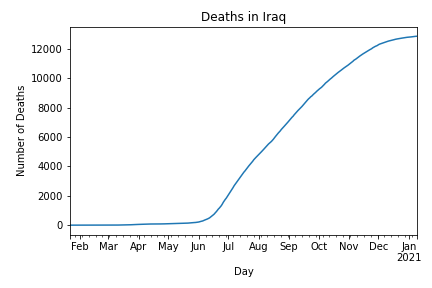 Deaths in Iraq
Number of Deaths
12000
10000
8000
6000
4000
2000
0
Feb Mar Apr May Jun Jul Aug Sep Oct Nov Dec Jan
2021
Day